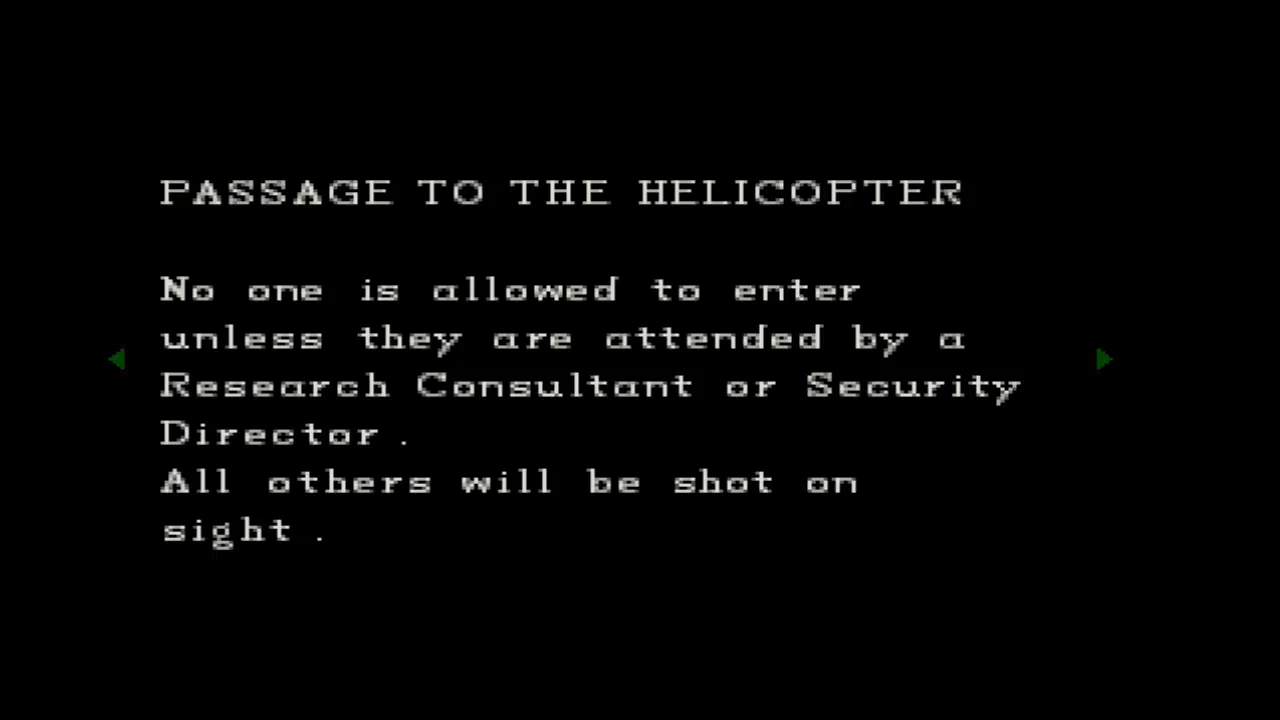 PASSAGE TO THE HELICOPTER
No one is allowed to enter
unless they are attended by a
Research Consultant or Security
Director.
All others will be shot on
sight.